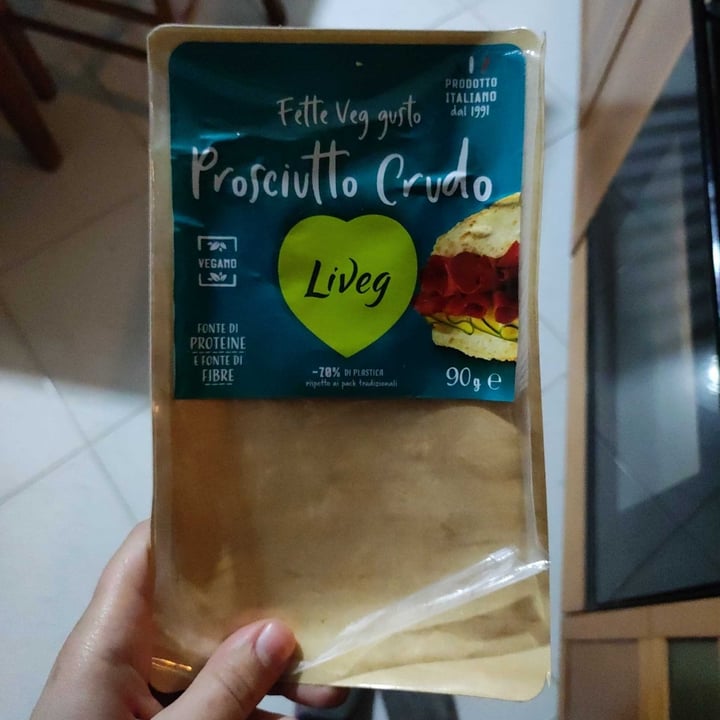 PRODOTTO
ITALIANO
dal 1991
Fette Veg gusto
Prosciutto Crudo
VEGANO
LiVeg
FONTE DI
PROTEINE
E FONTE DI
FIBRE
-70% DI PLASTICA
rispetto ai pack tradizionali
90g e